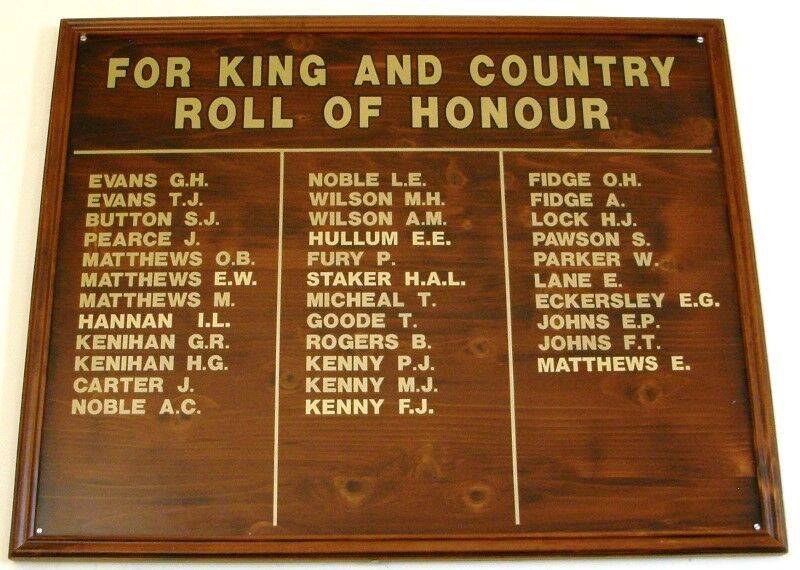 FOR KING AND COUNTRY
ROLL OF HONOUR
EVANS G.H.
EVANS T.J.
BUTTON S.J.
PEARCE J.
MATTHEWS O.B.
MATTHEWS E.W.
MATTHEWS M.
HANNAN I.L.
KENIHAN G.R.
KENIHAN H.G.
CARTER J.
NOBLE A.C.
NOBLE L.E.
WILSON M.H.
WILSON A.M.
HULLUM E.E.
FURY P.
STAKER H.A.L.
MICHEAL T.
GOODE T.
ROGERS B.
KENNY P.J.
KENNY M.J.
KENNY F.J.
FIDGE O.H.
FIDGE A.
LOCK H.J.
PAWSON S.
PARKER W.
LANE E.
ECKERSLEY E.G.
JOHNS E.P.
JOHNS F.T.
MATTHEWS E.